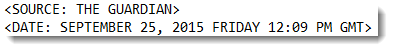 <SOURCE: THE GUARDIAN>
<DATE: SEPTEMBER 25, 2015 FRIDAY 12:09 PM GMT>